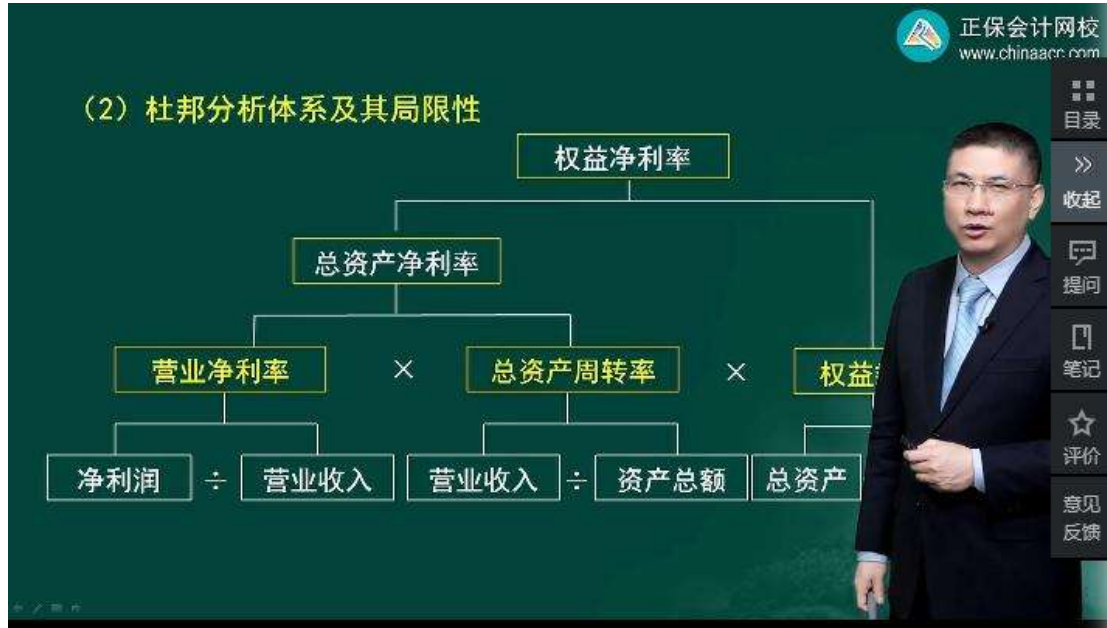 正保会计网校
www.chinaacc.com
（2）杜邦分析体系及其局限性
权益净利率
总资产净利率
营业净利率 × 总资产周转率 × 权益
净利润 ÷ 营业收入 营业收入 ÷ 资产总额 总资产
目录
收起
提问
笔记
评价
意见
反馈